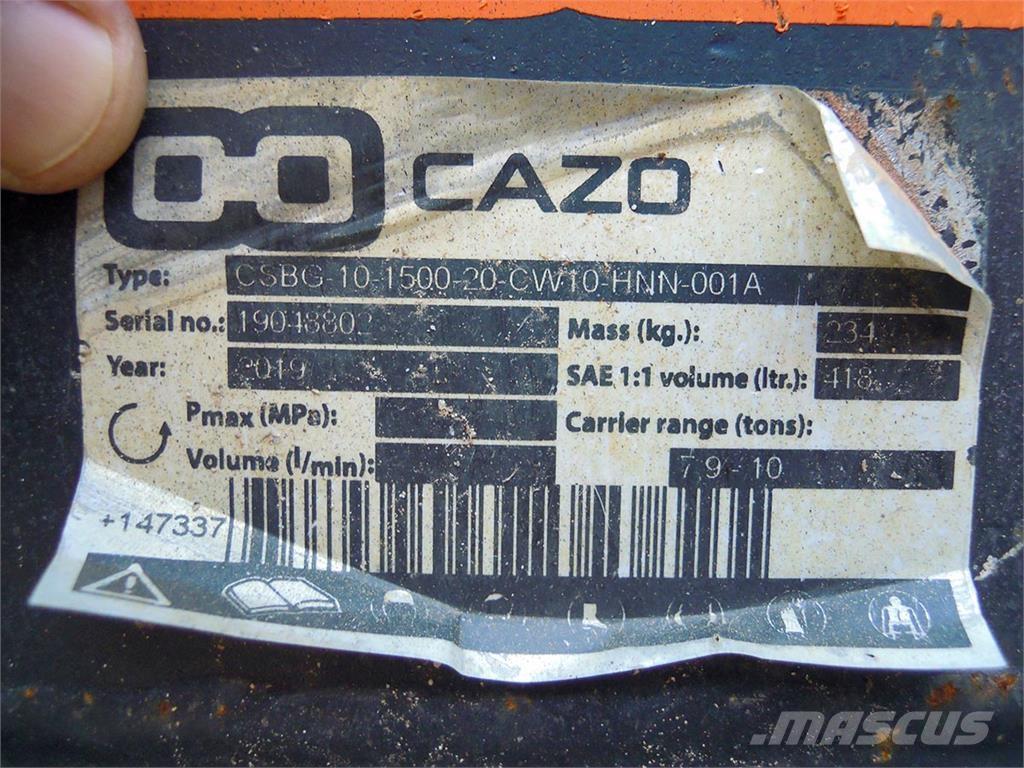 CAZO
Type: CSBG-10-1500-20-CW10-HNN-001A
Serial no.: 19048802
Mass (kg.): 234
Year: 2019
SAE 1:1 volume (ltr.): 418
Pmax (MPa):
Carrier range (tons):
Volume (l/min):
7 9 - 10
+147337
MASCUS